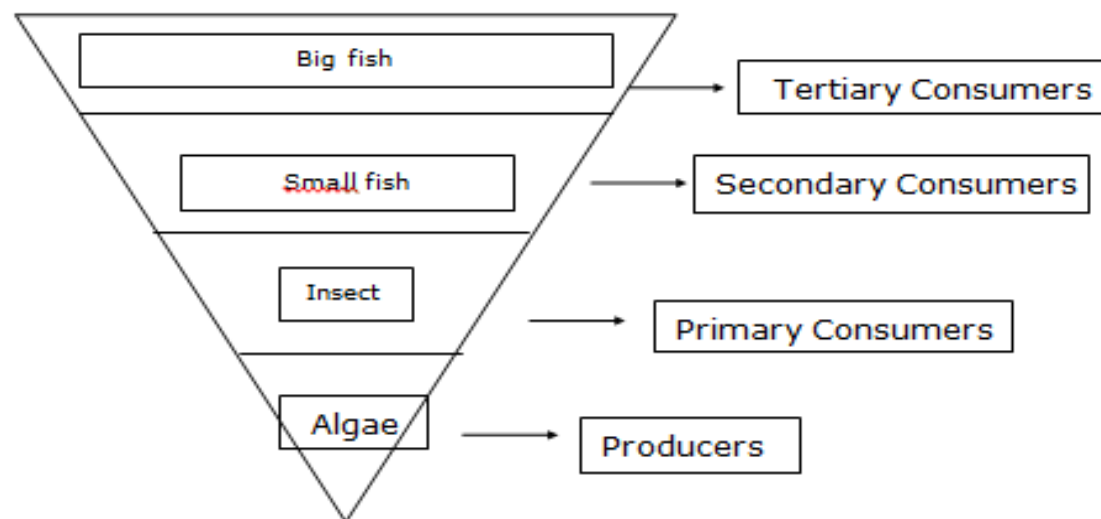 Big fish
Tertiary Consumers
Small fish
Secondary Consumers
Insect
Primary Consumers
Algae
Producers